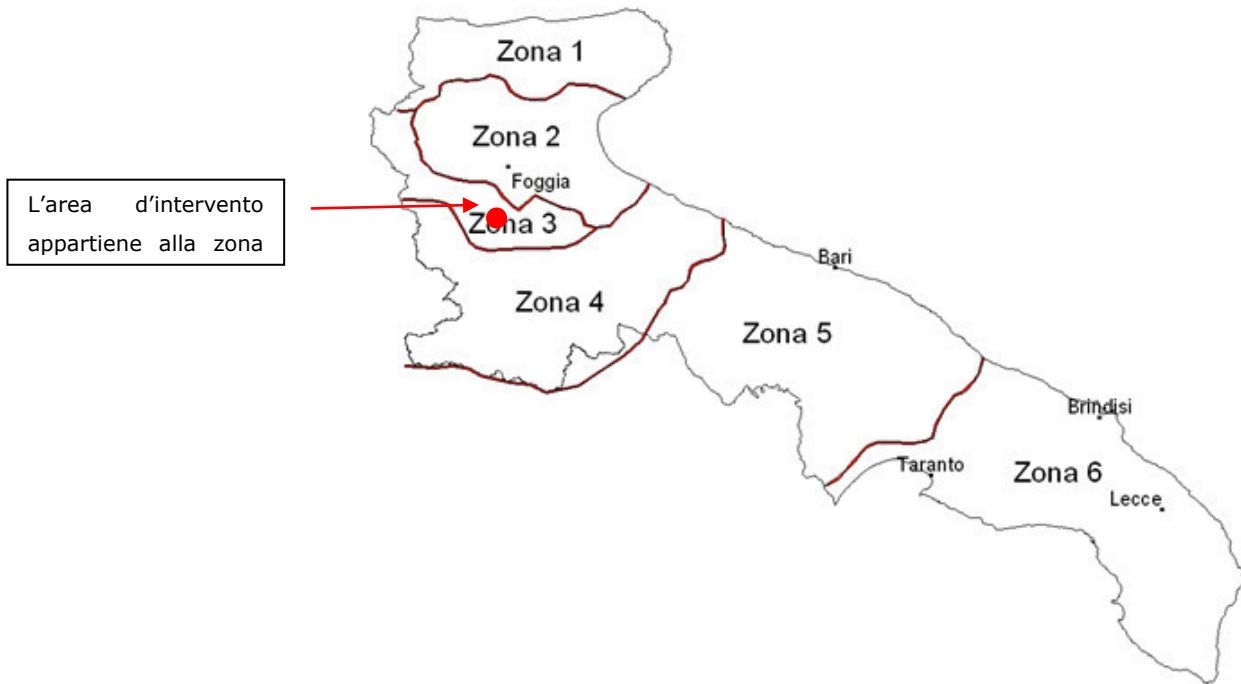 Zona 1
Zona 2
Foggia
L'area d'intervento
appartiene alla zona
Zona 3
Bari
Zona 4
Zona 5
Brindisi
Taranto
Zona 6
Lecce